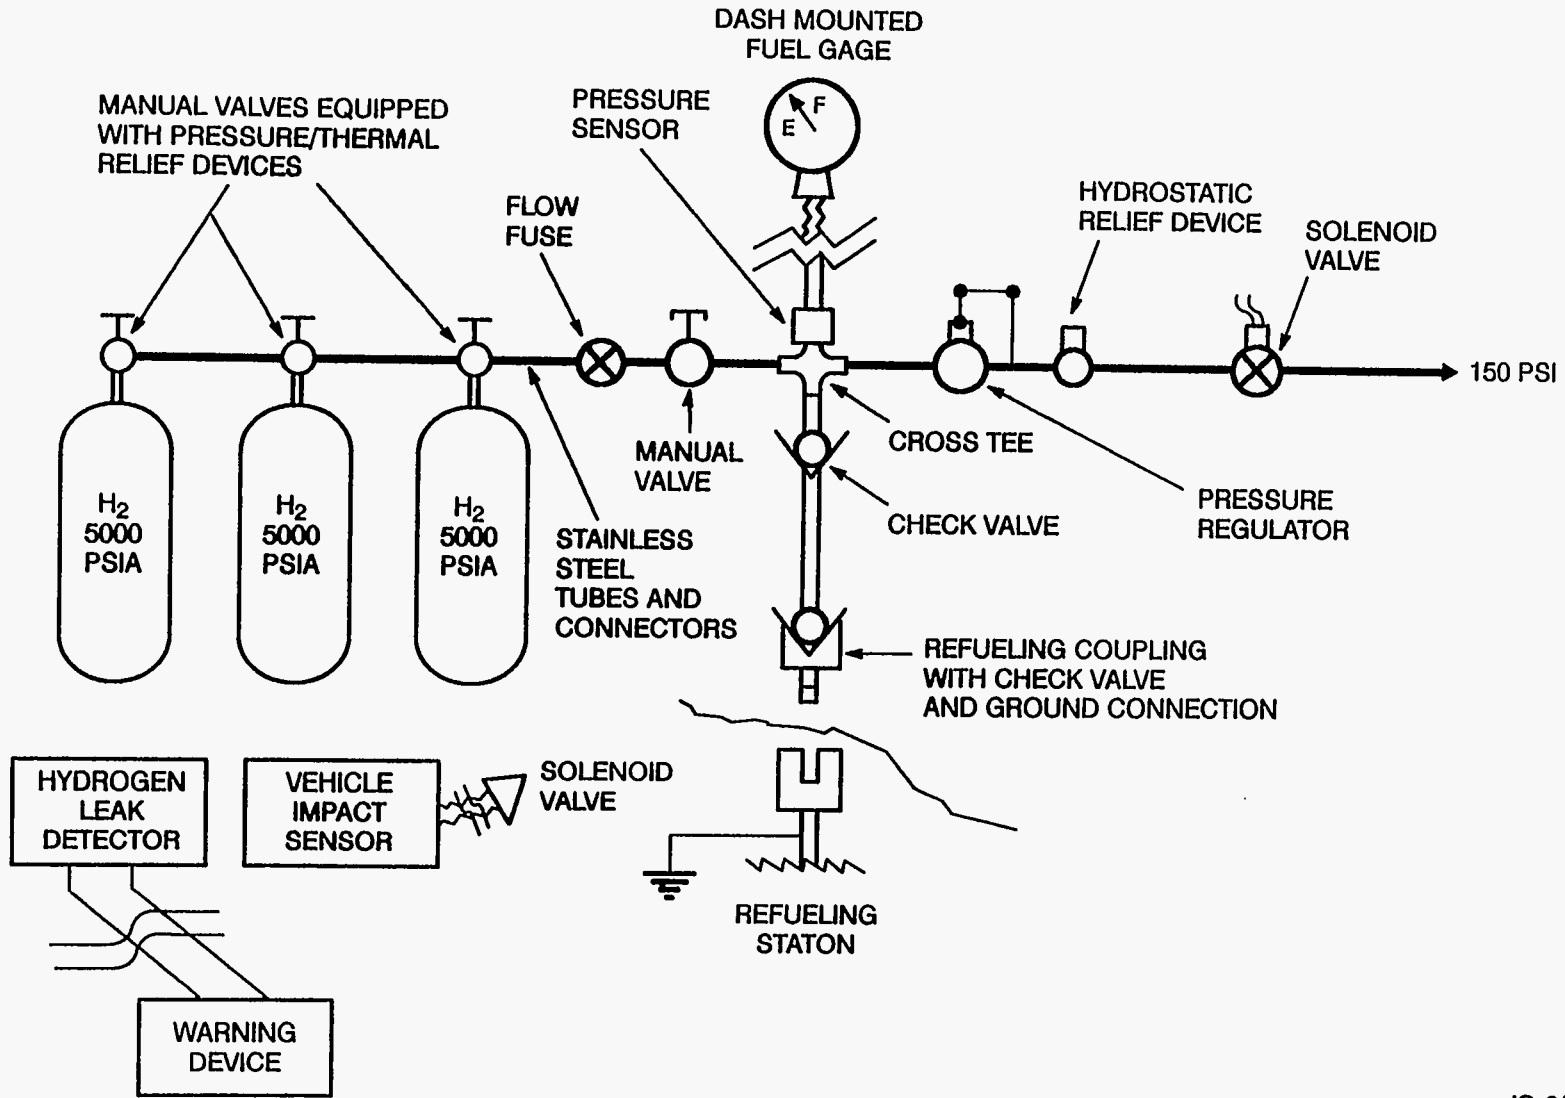 DASH MOUNTED
FUEL GAGE
F
E
MANUAL VALVES EQUIPPED
WITH PRESSURE/THERMAL
RELIEF DEVICES
PRESSURE
SENSOR
FLOW
FUSE
HYDROSTATIC
RELIEF DEVICE
SOLENOID
VALVE
150 PSI
MANUAL
VALVE
CROSS TEE
CHECK VALVE
PRESSURE
REGULATOR
H2
5000
PSIA
H2
5000
PSIA
H2
5000
PSIA
STAINLESS
STEEL
TUBES AND
CONNECTORS
REFUELING COUPLING
WITH CHECK VALVE
AND GROUND CONNECTION
HYDROGEN
LEAK
DETECTOR
VEHICLE
IMPACT
SENSOR
SOLENOID
VALVE
REFUELING
STATON
WARNING
DEVICE